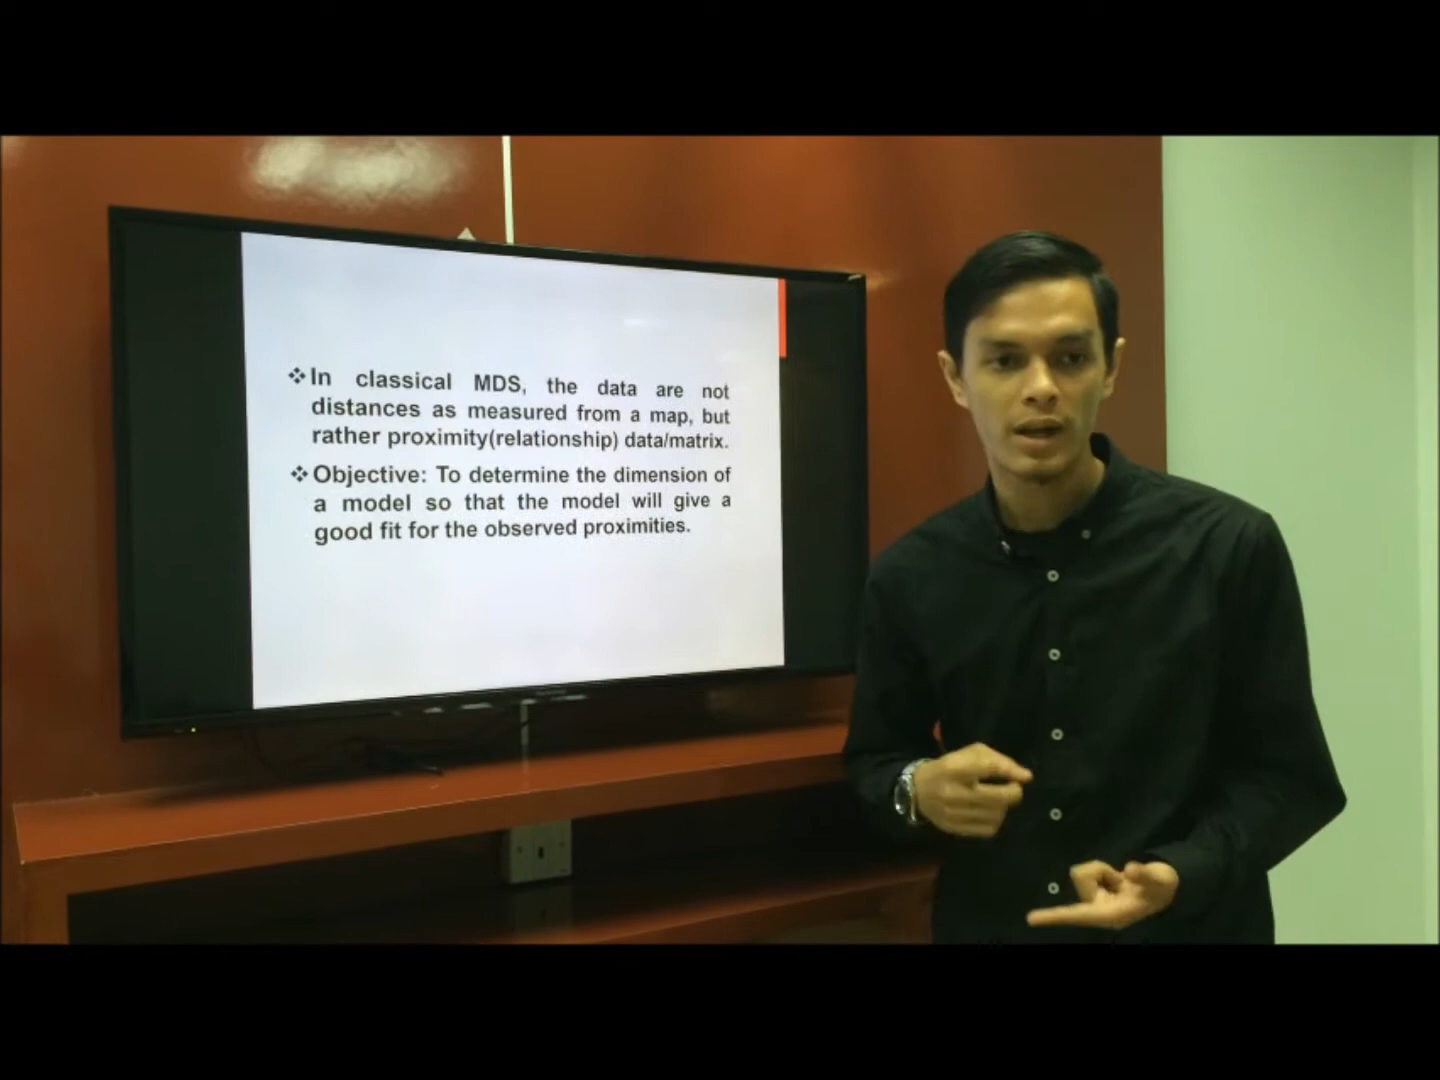 ❖In classical MDS, the data are not
distances as measured from a map, but
rather proximity(relationship) data/matrix.
❖Objective: To determine the dimension of
a model so that the model will give a
good fit for the observed proximities.